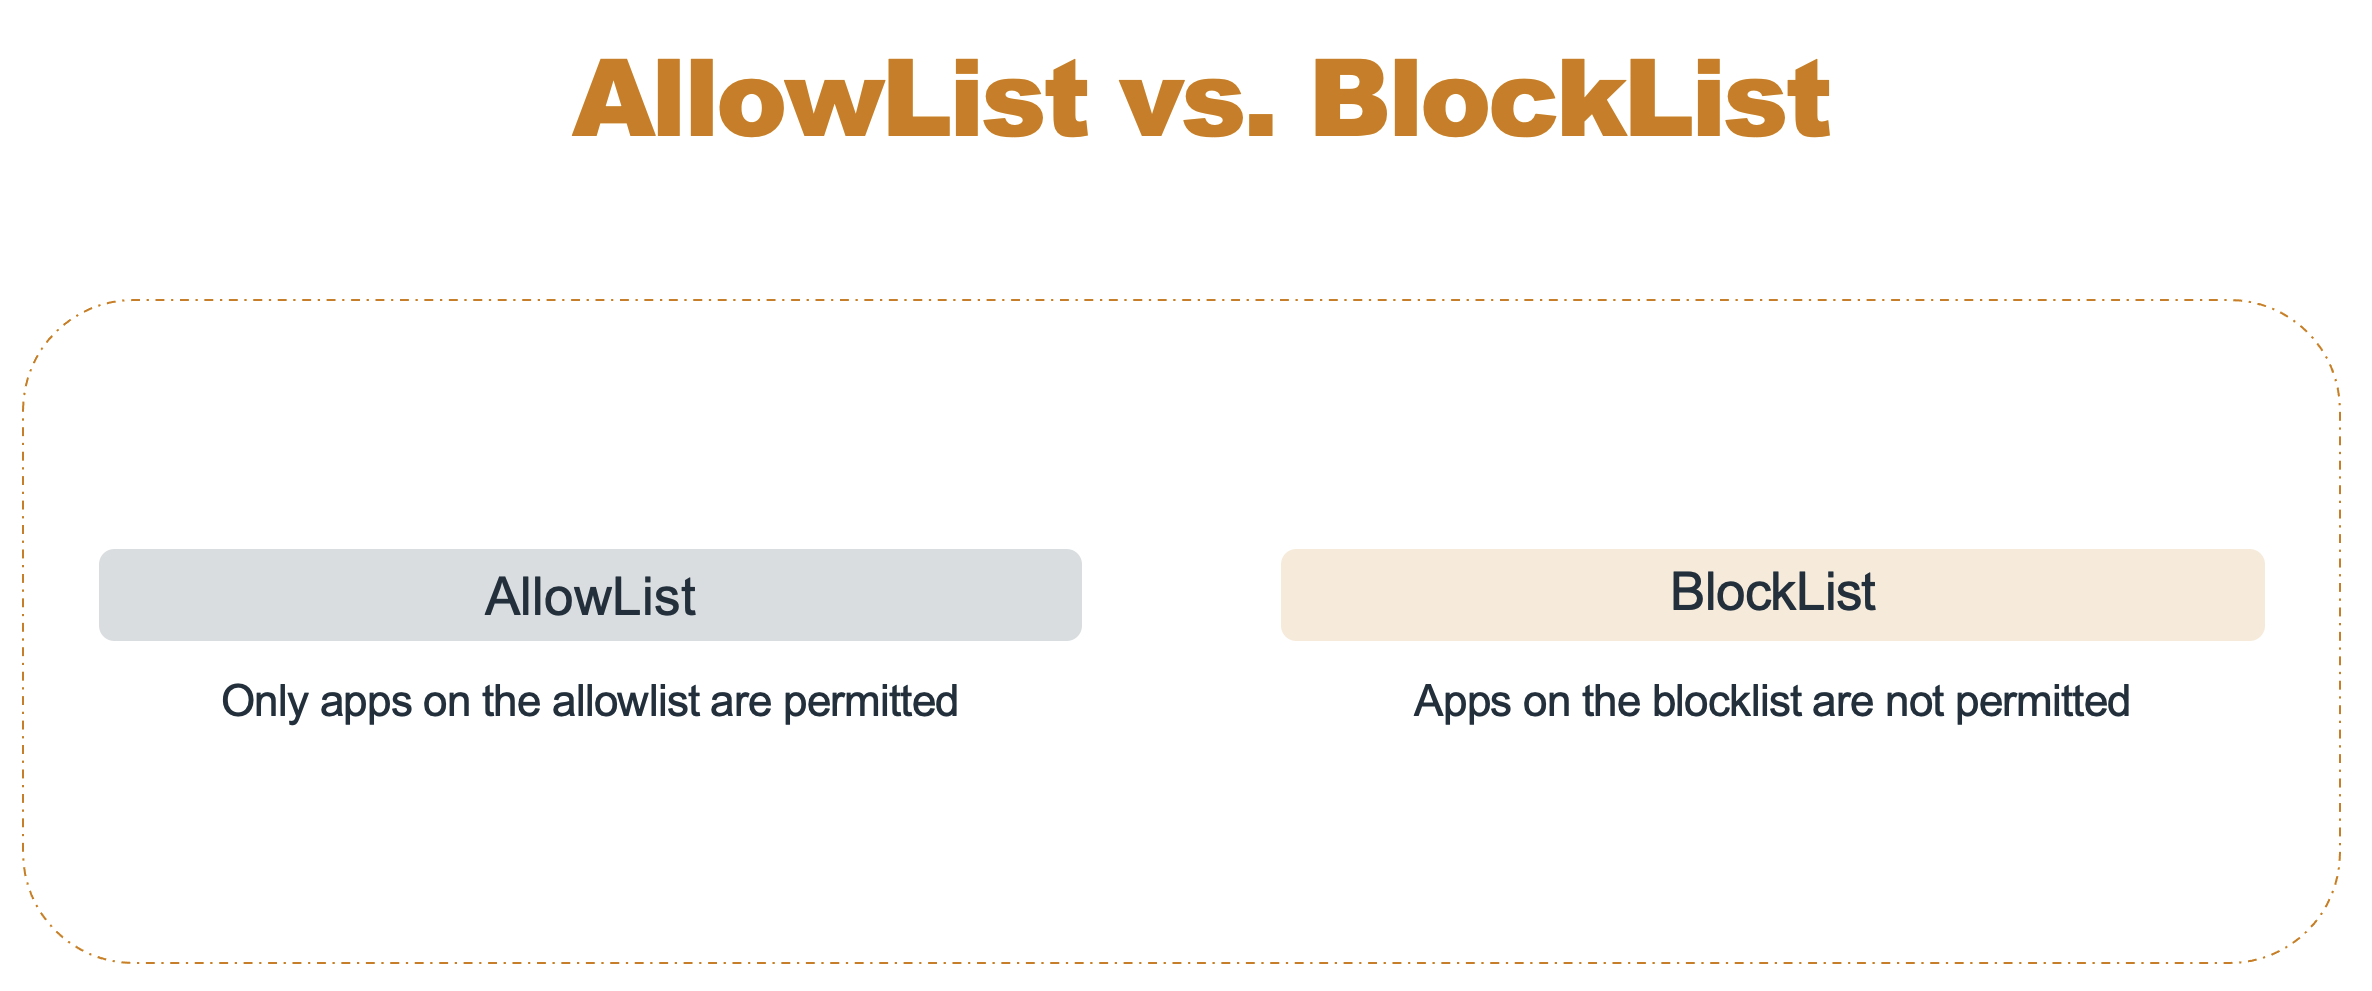 AllowList vs. BlockList
AllowList
Only apps on the allowlist are permitted
BlockList
Apps on the blocklist are not permitted